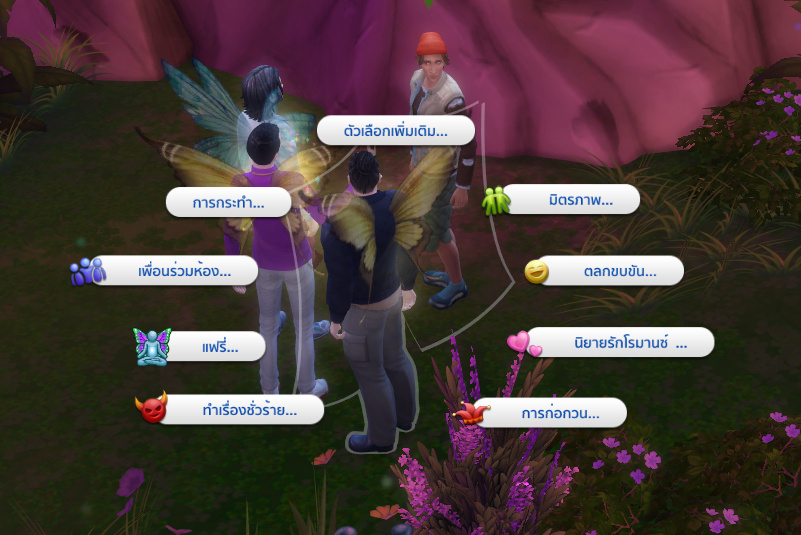 ตัวเลือกเพิ่มเติม...
การกระทำ...
มิตรภาพ...
เพื่อนร่วมห้อง...
ตลกขบขัน...
แฟรี่...
นิยายรักโรมานซ์ ...
ทำเรื่องชั่วร้าย...
การก่อกวน...